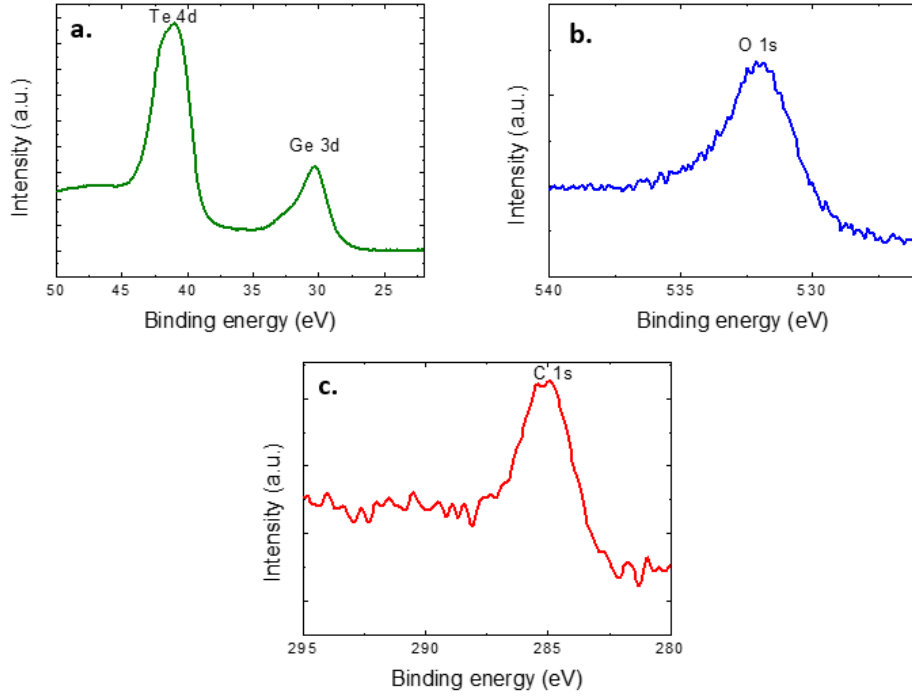 a.
Te 4d
Ge 3d
Intensity (a.u.)
50 45 40 35 30 25
Binding energy (eV)
b.
O 1s
Intensity (a.u.)
540 535 530
Binding energy (eV)
c.
C 1s
Intensity (a.u.)
295 290 285 280
Binding energy (eV)